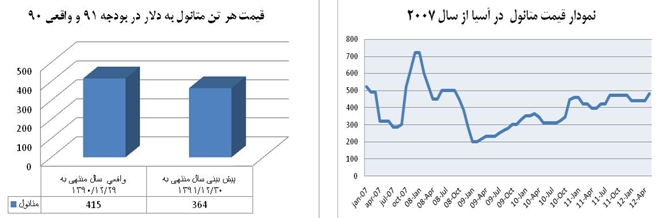 قیمت هر تن متانول به دلار در بودجه ۹۱ و واقعی ۹۰
500
400
300
200
100
0
واقعی سال منتهی به ۱۳۹۰/۱۲/۲۹
پیش بینی سال منتهی به ۱۳۹۱/۱۲/۳۰
متانول
415
364
نمودار قیمت متانول در آسیا از سال ۲۰۰۷
800
700
600
500
400
300
200
100
0
jan-07
apr-07
jul-07
oct-07
08-Jan
08-Apr
08-Jul
08-Oct
09-Jan
09-Apr
09-Jul
09-Oct
10-Jan
10-Apr
10-Jul
10-Oct
11-Jan
11-Apr
11-Jul
11-Oct
12-Jan
12-Apr